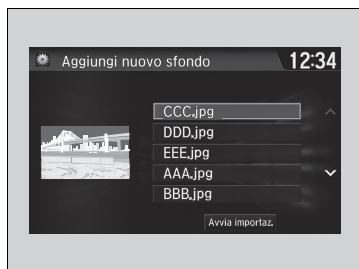 Aggiungi nuovo sfondo 12:34
CCC.jpg
DDD.jpg
EEE.jpg
AAA.jpg
BBB.jpg
Avvia importaz.